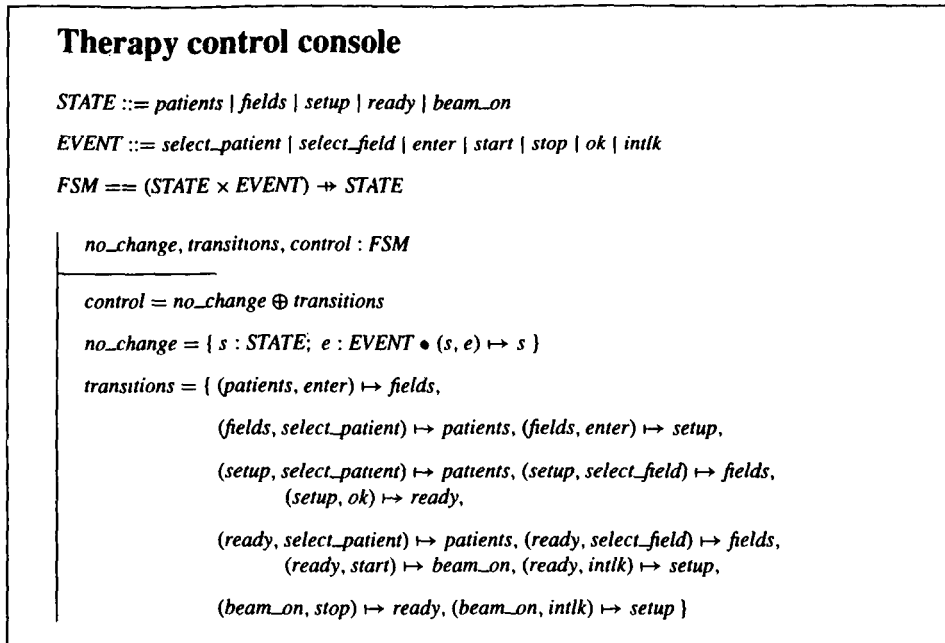 Therapy control console
STATE ::= patients | fields | setup | ready | beam_on
EVENT ::= select_patient | select_field | enter | start | stop | ok | intlk
FSM == (STATE × EVENT) ⇸ STATE
no_change, transitions, control : FSM
control = no_change ⊕ transitions
no_change = { s : STATE; e : EVENT • (s, e) ↦ s }
transitions = { (patients, enter) ↦ fields,
(fields, select_patient) ↦ patients, (fields, enter) ↦ setup,
(setup, select_patient) ↦ patients, (setup, select_field) ↦ fields,
(setup, ok) ↦ ready,
(ready, select_patient) ↦ patients, (ready, select_field) ↦ fields,
(ready, start) ↦ beam_on, (ready, intlk) ↦ setup,
(beam_on, stop) ↦ ready, (beam_on, intlk) ↦ setup }